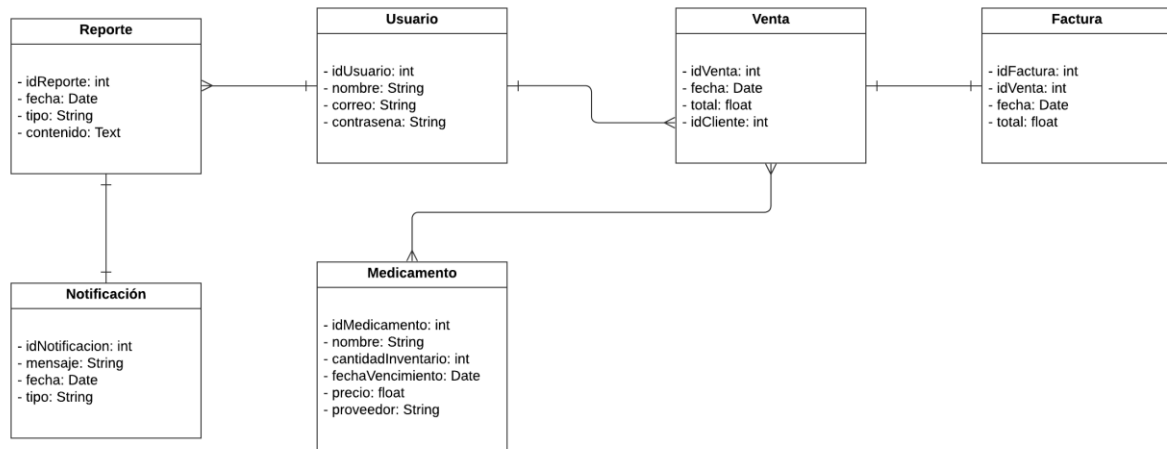 Reporte
- idReporte: int
- fecha: Date
- tipo: String
- contenido: Text
Usuario
- idUsuario: int
- nombre: String
- correo: String
- contrasena: String
Venta
- idVenta: int
- fecha: Date
- total: float
- idCliente: int
Factura
- idFactura: int
- idVenta: int
- fecha: Date
- total: float
Notificación
- idNotificacion: int
- mensaje: String
- fecha: Date
- tipo: String
Medicamento
- idMedicamento: int
- nombre: String
- cantidadInventario: int
- fechaVencimiento: Date
- precio: float
- proveedor: String